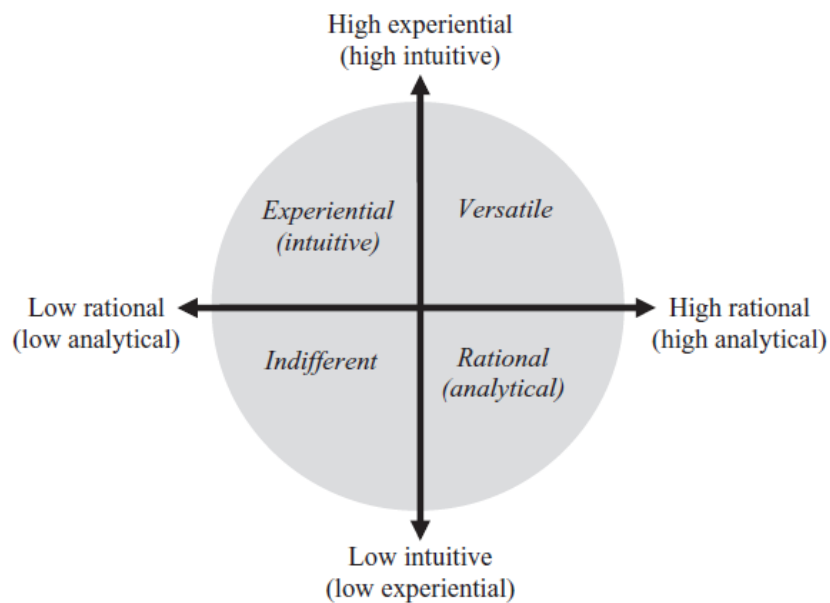 High experiential
(high intuitive)
Experiential
(intuitive)
Versatile
Low rational
(low analytical)
High rational
(high analytical)
Indifferent
Rational
(analytical)
Low intuitive
(low experiential)